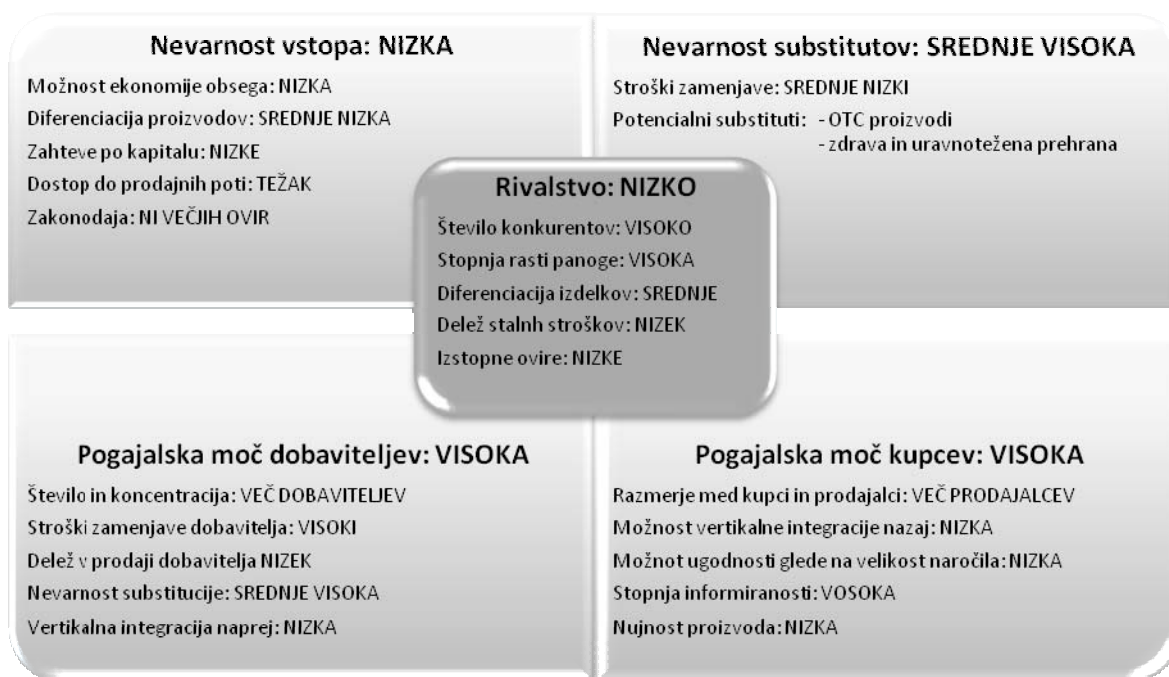 Nevarnost vstopa: NIZKA
Možnost ekonomije obsega: NIZKA
Diferenciacija proizvodov: SREDNJE NIZKA
Zahteve po kapitalu: NIZKE
Dostop do prodajnih poti: TEŽAK
Zakonodaja: NI VEČJIH OVIR
Nevarnost substitutov: SREDNJE VISOKA
Stroški zamenjave: SREDNJE NIZKI
Potencialni substituti: - OTC proizvodi
- zdrava in uravnotežena prehrana
Rivalstvo: NIZKO
Število konkurentov: VISOKO
Stopnja rasti panoge: VISOKA
Diferenciacija izdelkov: SREDNJE
Delež stalnh stroškov: NIZEK
Izstopne ovire: NIZKE
Pogajalska moč dobaviteljev: VISOKA
Število in koncentracija: VEČ DOBAVITELJEV
Stroški zamenjave dobavitelja: VISOKI
Delež v prodaji dobavitelja NIZEK
Nevarnost substitucije: SREDNJE VISOKA
Vertikalna integracija naprej: NIZKA
Pogajalska moč kupcev: VISOKA
Razmerje med kupci in prodajalci: VEČ PRODAJALCEV
Možnost vertikalne integracije nazaj: NIZKA
Možnot ugodnosti glede na velikost naročila: NIZKA
Stopnja informiranosti: VOSOKA
Nujnost proizvoda: NIZKA